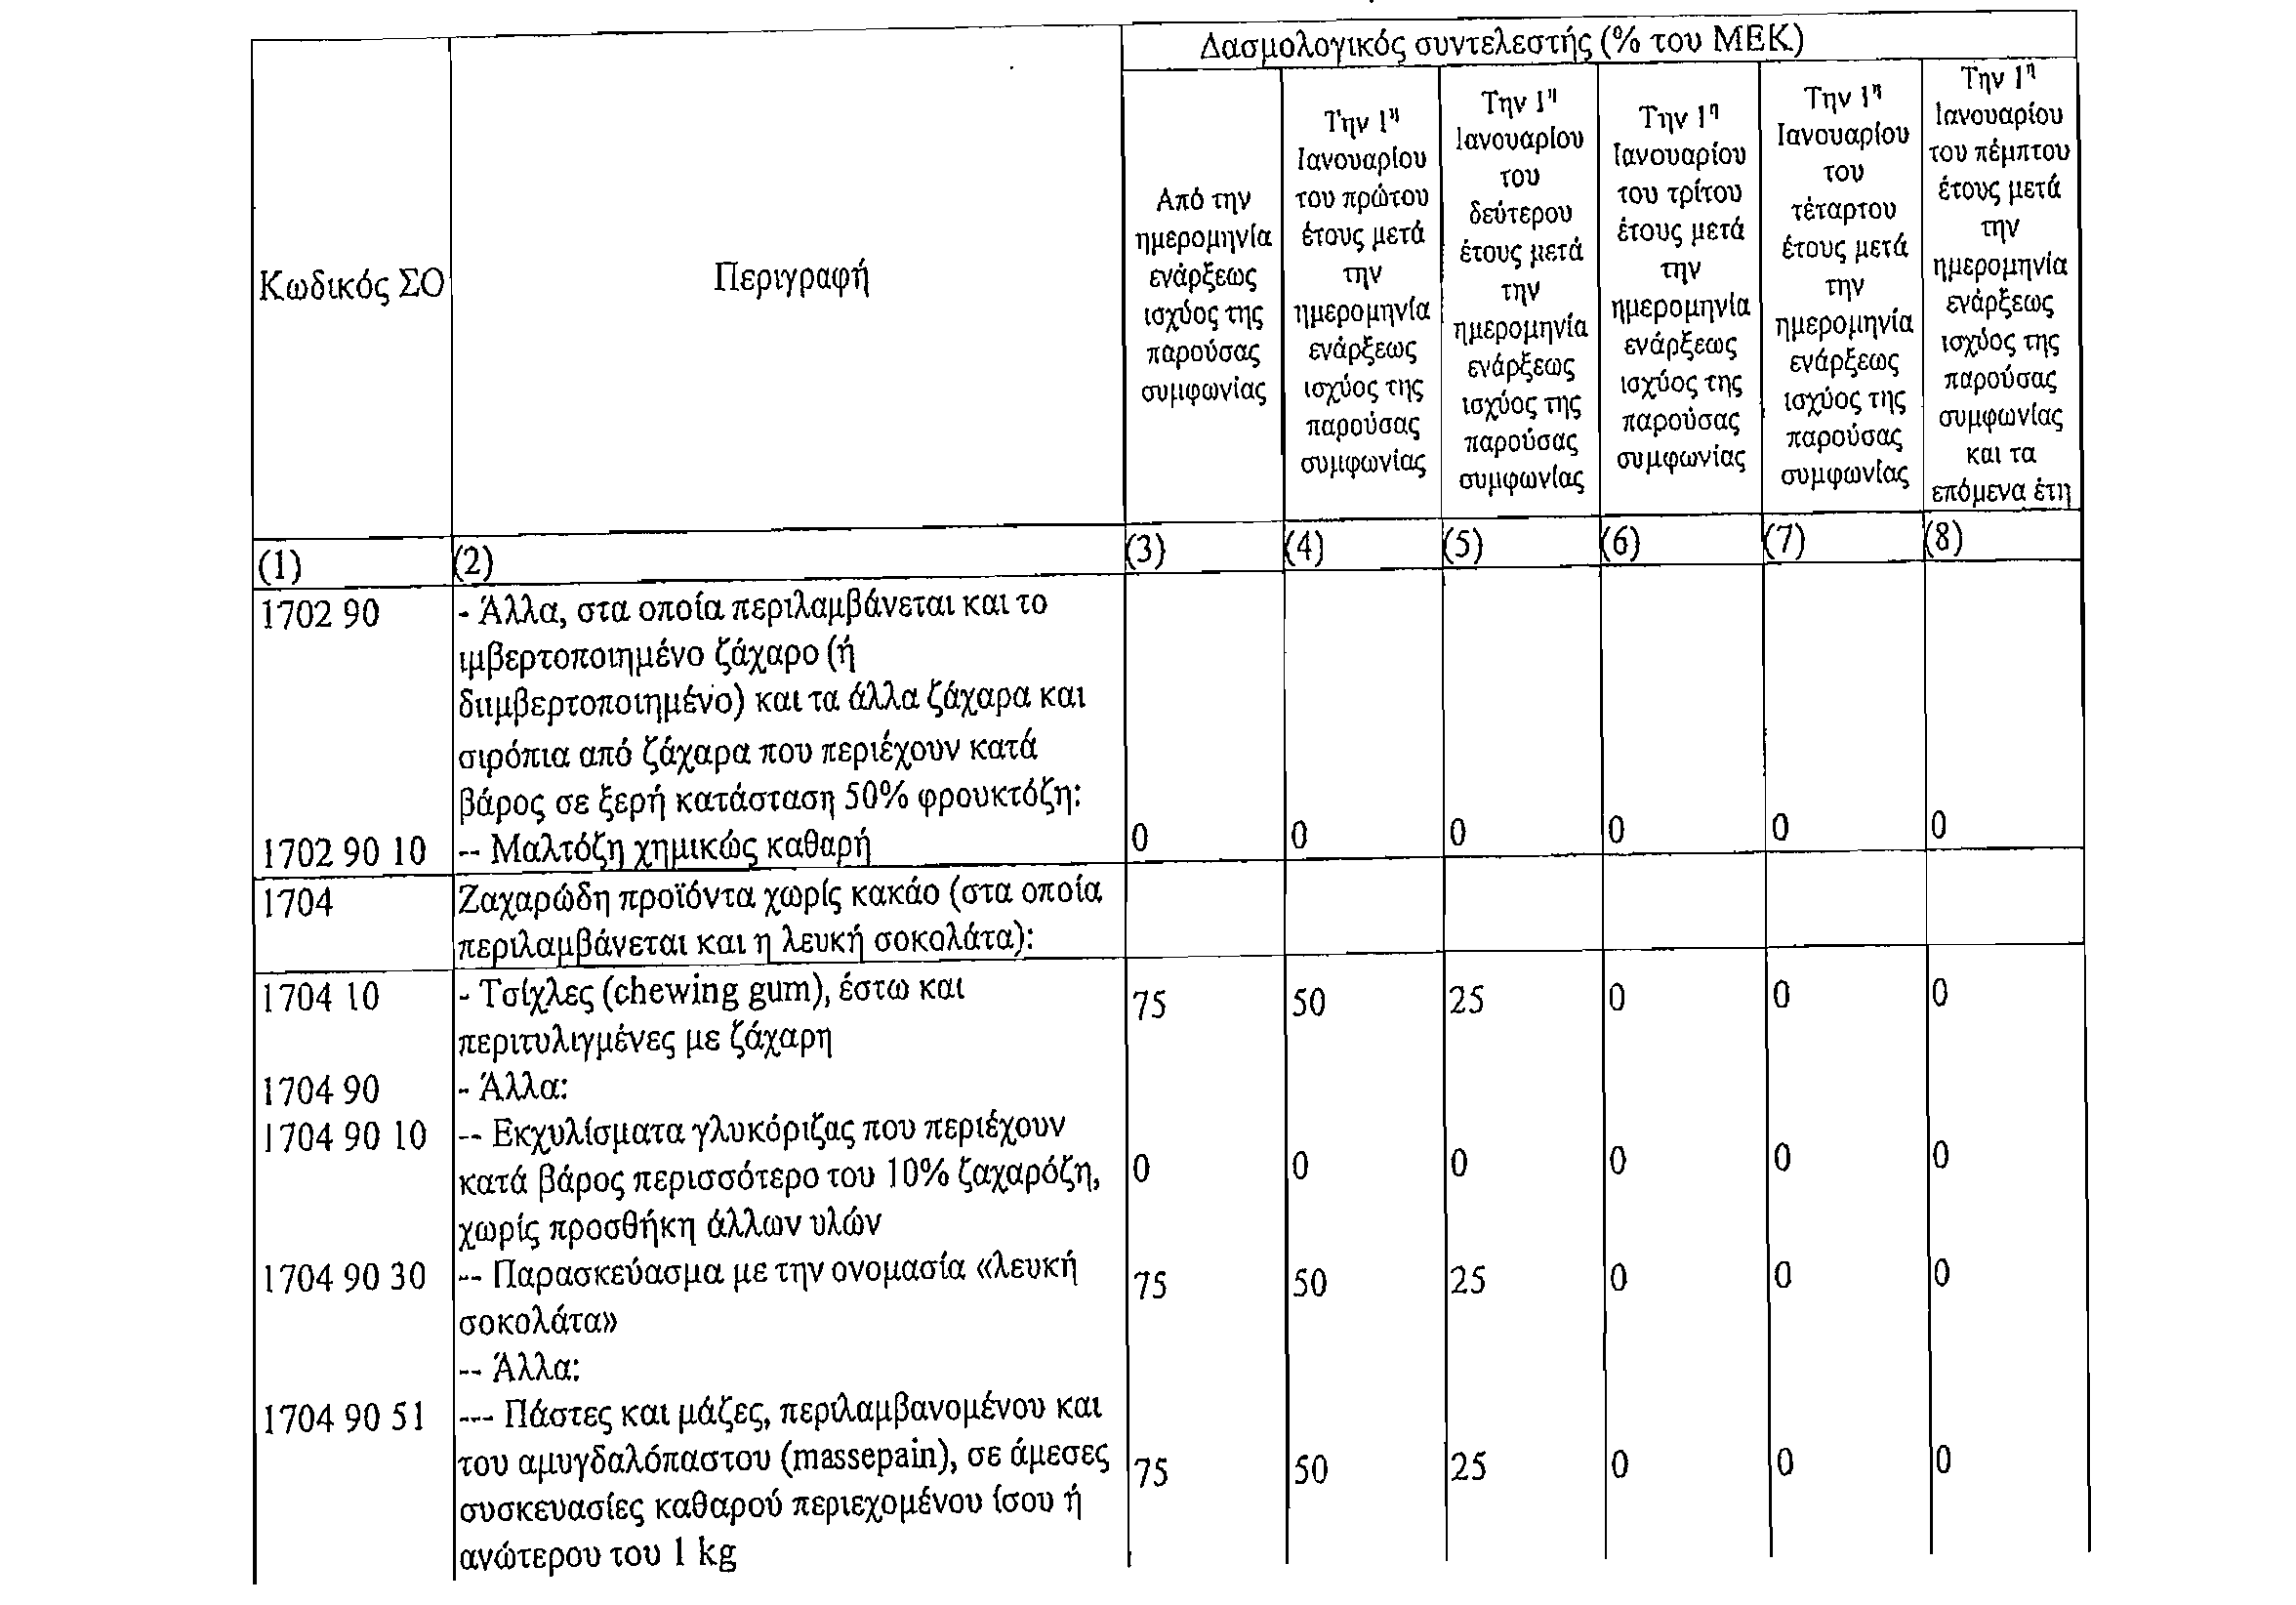 Δασμολογικός συντελεστής (% του ΜΕΚ)
Κωδικός ΣΟ
Περιγραφή
Από την
ημερομηνία
ενάρξεως
ισχύος της
παρούσας
συμφωνίας
Την 1η
Ιανουαρίου
του πρώτου
έτους μετά
την
ημερομηνία
ενάρξεως
ισχύος της
παρούσας
συμφωνίας
Την 1η
Ιανουαρίου
του
δεύτερου
έτους μετά
την
ημερομηνία
ενάρξεως
ισχύος της
παρούσας
συμφωνίας
Την 1η
Ιανουαρίου
του τρίτου
έτους μετά
την
ημερομηνία
ενάρξεως
ισχύος της
παρούσας
συμφωνίας
Την 1η
Ιανουαρίου
του
τέταρτου
έτους μετά
την
ημερομηνία
ενάρξεως
ισχύος της
παρούσας
συμφωνίας
Την 1η
Ιανουαρίου
του πέμπτου
έτους μετά
την
ημερομηνία
ενάρξεως
ισχύος της
παρούσας
συμφωνίας
και τα
επόμενα έτη
(1) (2) (3) (4) (5) (6) (7) (8)
1702 90 - Άλλα, στα οποία περιλαμβάνεται και το
ιμβερτοποιημένο ζάχαρο (ή
διιμβερτοποιημένο) και τα άλλα ζάχαρα και
σιρόπια από ζάχαρα που περιέχουν κατά
βάρος σε ξερή κατάσταση 50% φρουκτόζη:
1702 90 10 -- Μαλτόζη χημικώς καθαρή 0 0 0 0 0 0
1704 Ζαχαρώδη προϊόντα χωρίς κακάο (στα οποία
περιλαμβάνεται και η λευκή σοκολάτα):
1704 10 - Τσίχλες (chewing gum), έστω και 75 50 25 0 0 0
περιτυλιγμένες με ζάχαρη
1704 90 - Άλλα:
1704 90 10 -- Εκχυλίσματα γλυκόριζας που περιέχουν
κατά βάρος περισσότερο του 10% ζαχαρόζη, 0 0 0 0 0 0
χωρίς προσθήκη άλλων υλών
1704 90 30 -- Παρασκεύασμα με την ονομασία «λευκή 75 50 25 0 0 0
σοκολάτα»
-- Άλλα:
1704 90 51 --- Πάστες και μάζες, περιλαμβανομένου και
του αμυγδαλόπαστου (massepain), σε άμεσες 75 50 25 0 0 0
συσκευασίες καθαρού περιεχομένου ίσου ή
ανώτερου του 1 kg